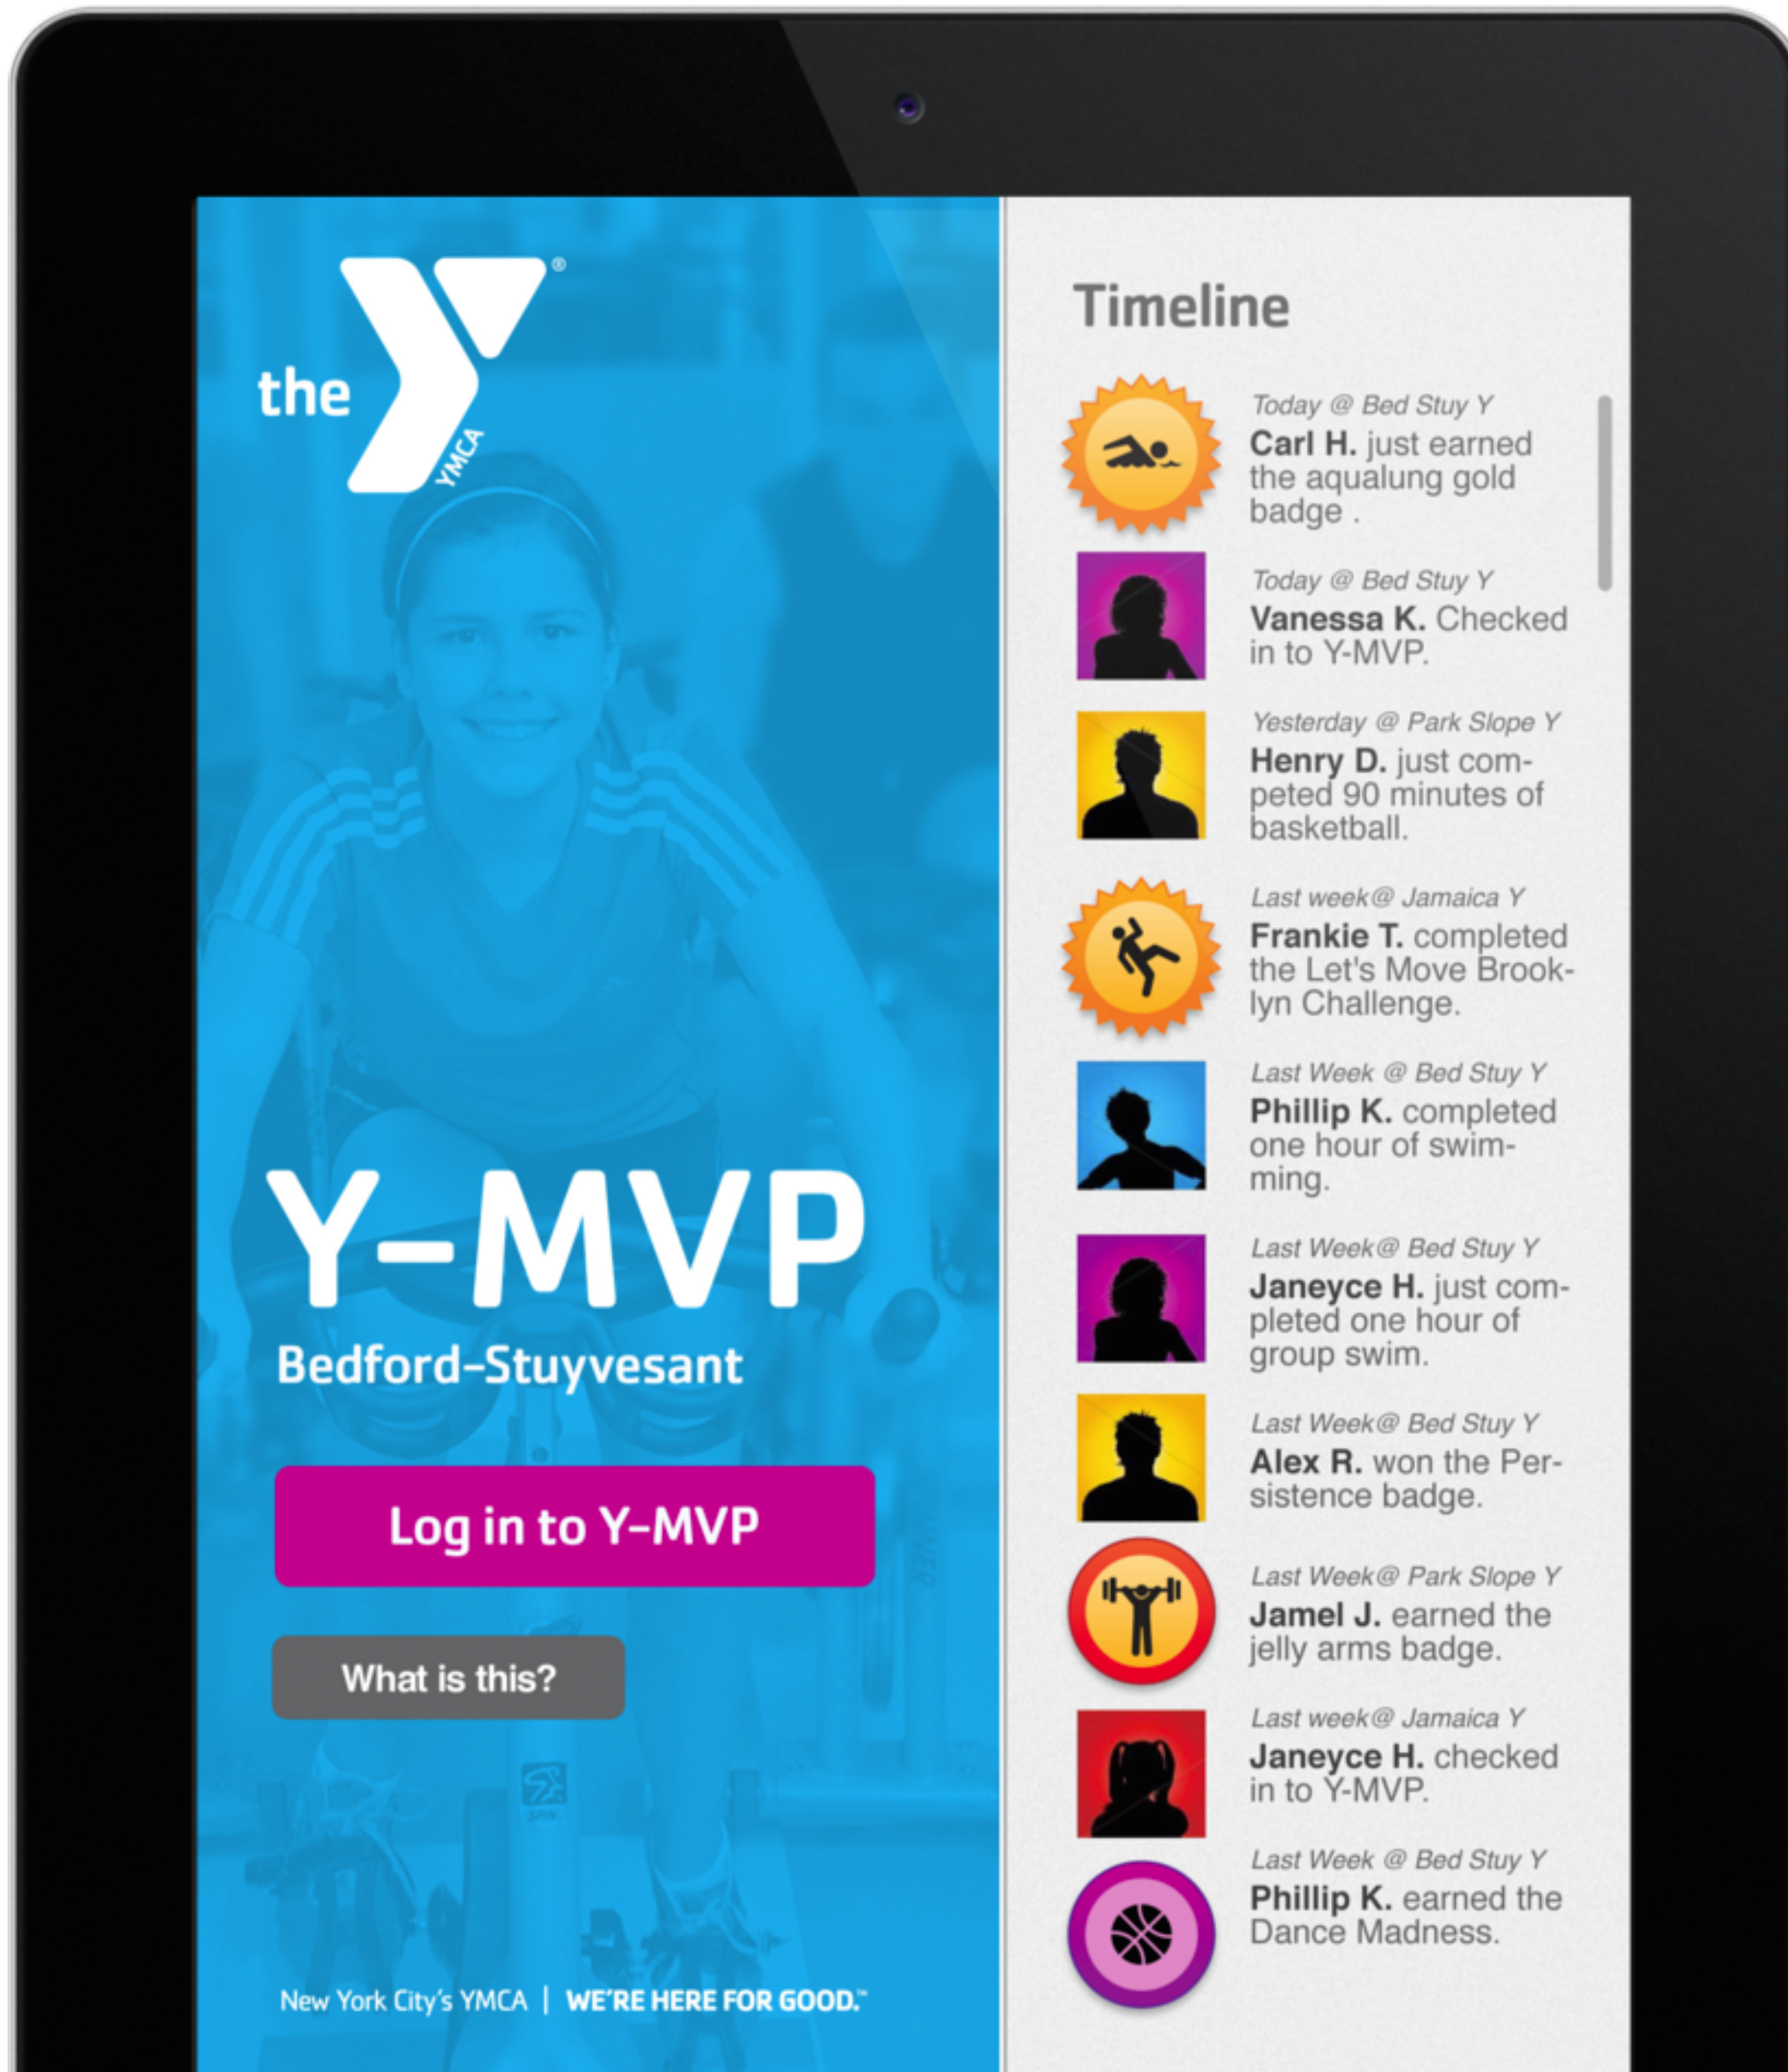 the
YMCA
®
Y-MVP
Bedford-Stuyvesant
Log in to Y-MVP
What is this?
New York City's YMCA | WE'RE HERE FOR GOOD.™
Timeline
Today @ Bed Stuy Y
Carl H. just earned
the aqualung gold
badge .
Today @ Bed Stuy Y
Vanessa K. Checked
in to Y-MVP.
Yesterday @ Park Slope Y
Henry D. just com-
peted 90 minutes of
basketball.
Last week@ Jamaica Y
Frankie T. completed
the Let's Move Brook-
lyn Challenge.
Last Week @ Bed Stuy Y
Phillip K. completed
one hour of swim-
ming.
Last Week@ Bed Stuy Y
Janeyce H. just com-
pleted one hour of
group swim.
Last Week@ Bed Stuy Y
Alex R. won the Per-
sistence badge.
Last Week@ Park Slope Y
Jamel J. earned the
jelly arms badge.
Last week@ Jamaica Y
Janeyce H. checked
in to Y-MVP.
Last Week @ Bed Stuy Y
Phillip K. earned the
Dance Madness.